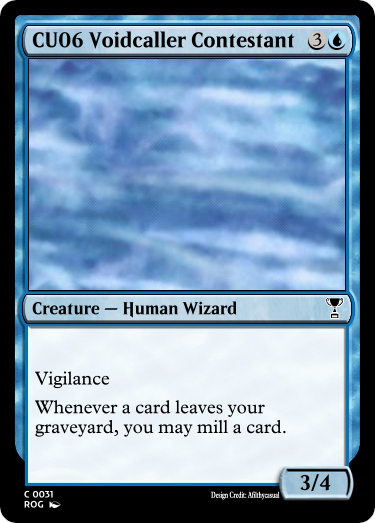 CU06 Voidcaller Contestant 3
Creature — Human Wizard
Vigilance
Whenever a card leaves your
graveyard, you may mill a card.
3/4
C 0031
ROG
Design Credit: Afilthycasual